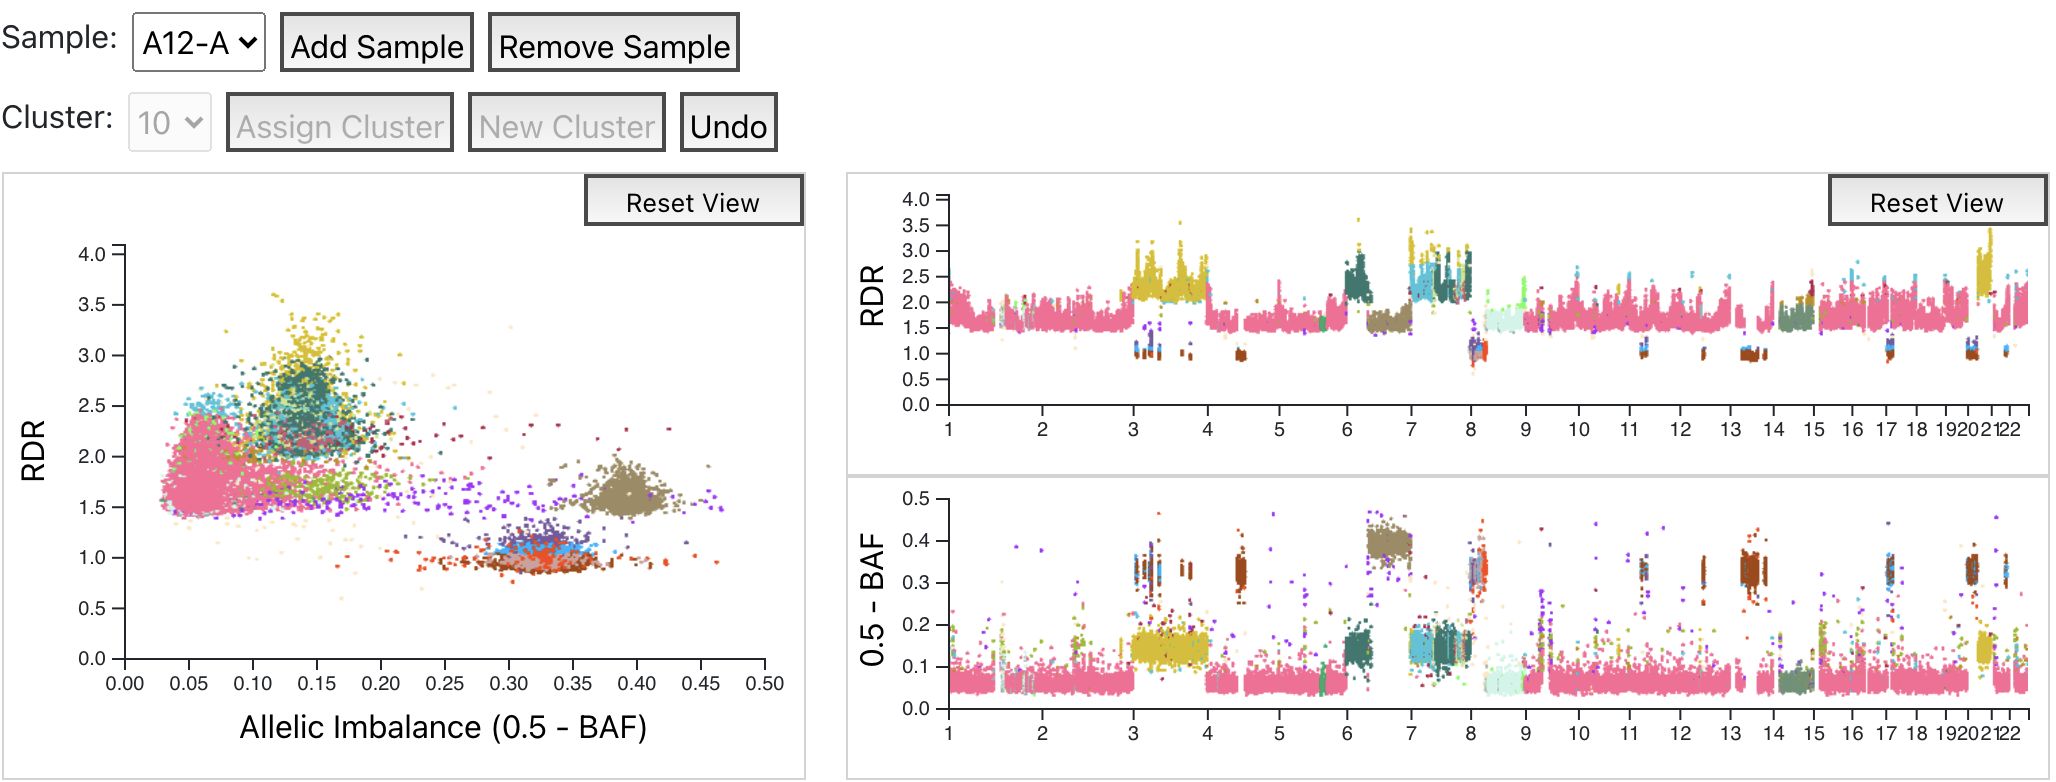 Sample: A12-A Add Sample Remove Sample
Cluster: 10 Assign Cluster New Cluster Undo
Reset View
4.0
3.5
3.0
2.5
2.0
1.5
1.0
0.5
0.0
RDR
0.00 0.05 0.10 0.15 0.20 0.25 0.30 0.35 0.40 0.45 0.50
Allelic Imbalance (0.5 - BAF)
Reset View
4.0
3.5
3.0
2.5
2.0
1.5
1.0
0.5
0.0
RDR
1 2 3 4 5 6 7 8 9 10 11 12 13 14 15 16 17 18 19 20 21 22
0.5
0.4
0.3
0.2
0.1
0.0
0.5 - BAF
1 2 3 4 5 6 7 8 9 10 11 12 13 14 15 16 17 18 19 20 21 22